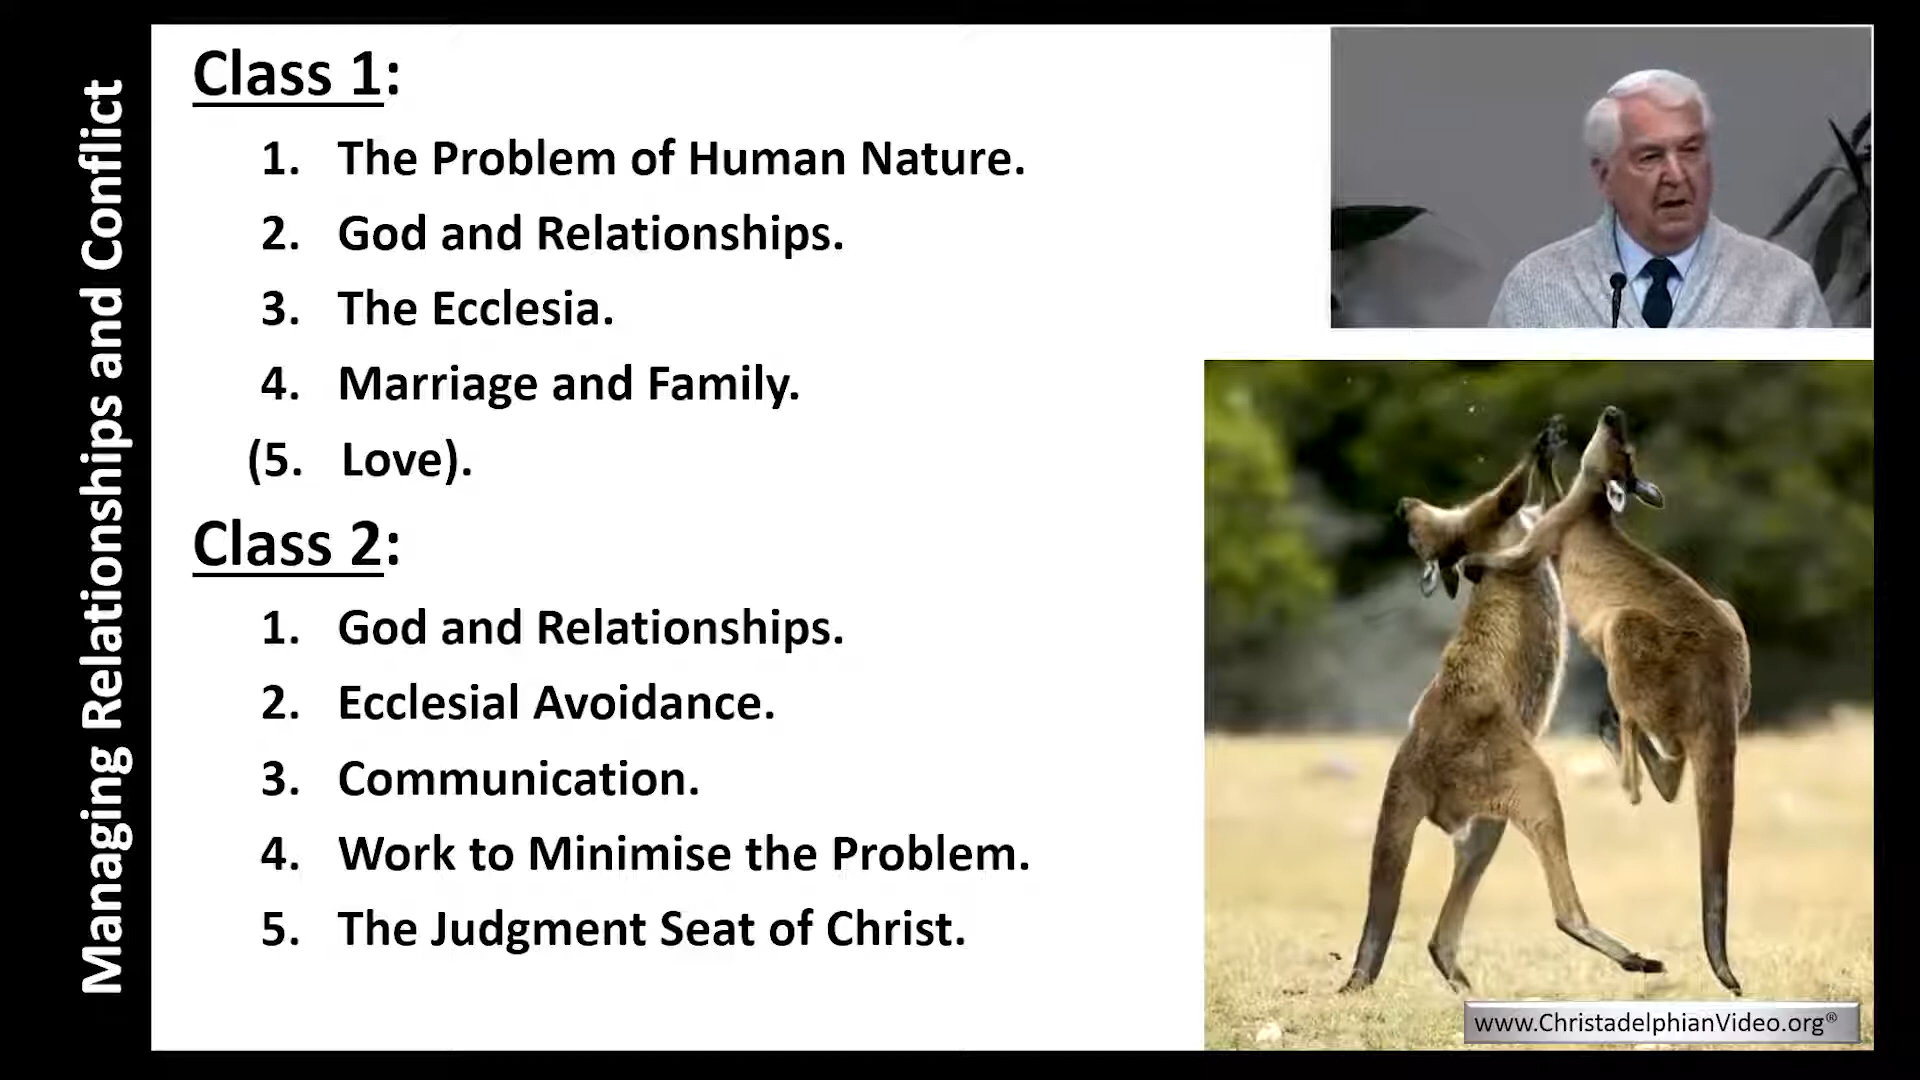 Managing Relationships and Conflict
Class 1:
1. The Problem of Human Nature.
2. God and Relationships.
3. The Ecclesia.
4. Marriage and Family.
(5. Love).
Class 2:
1. God and Relationships.
2. Ecclesial Avoidance.
3. Communication.
4. Work to Minimise the Problem.
5. The Judgment Seat of Christ.
www.ChristadelphianVideo.org®